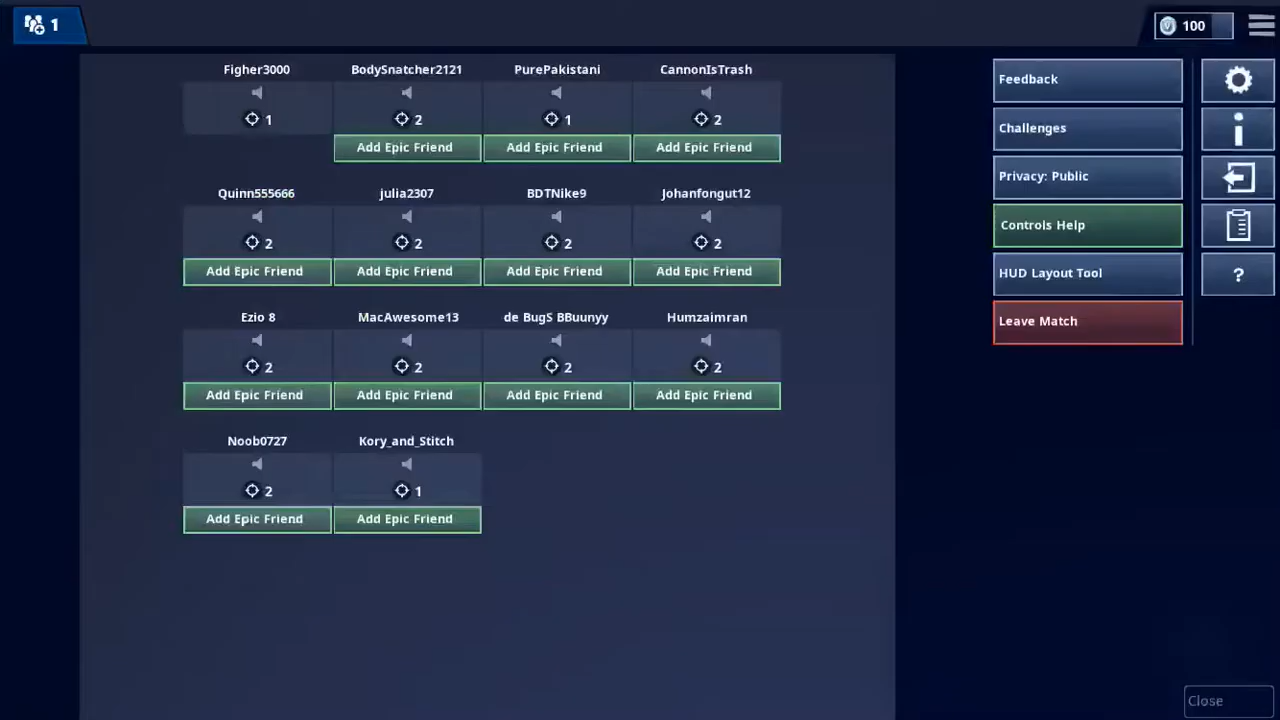 1
100
Figher3000 BodySnatcher2121 PurePakistani CannonIsTrash
1 2 1 2
Add Epic Friend Add Epic Friend Add Epic Friend
Quinn555666 julia2307 BDTNike9 Johanfongut12
2 2 2 2
Add Epic Friend Add Epic Friend Add Epic Friend Add Epic Friend
Ezio 8 MacAwesome13 de BugS BBuunyy Humzaimran
2 2 2 2
Add Epic Friend Add Epic Friend Add Epic Friend Add Epic Friend
Noob0727 Kory_and_Stitch
2 1
Add Epic Friend Add Epic Friend
Feedback
Challenges
Privacy: Public
Controls Help
HUD Layout Tool
?
Leave Match
Close